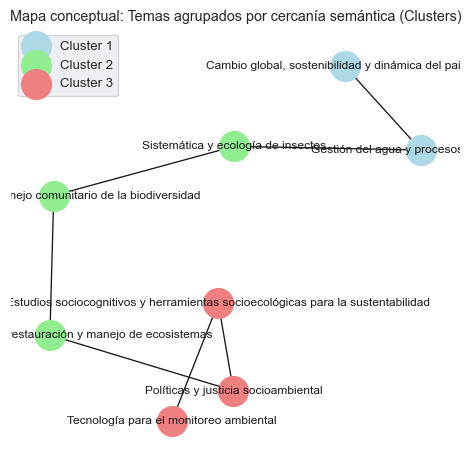 Mapa conceptual: Temas agrupados por cercanía semántica (Clusters)
Cluster 1
Cluster 2
Cluster 3
Cambio global, sostenibilidad y dinámica del pai
Sistemática y ecología de insectos
Gestión del agua y procesos
nejo comunitario de la biodiversidad
Estudios sociocognitivos y herramientas socioecológicas para la sustentabilidad
restauración y manejo de ecosistemas
Políticas y justicia socioambiental
Tecnología para el monitoreo ambiental